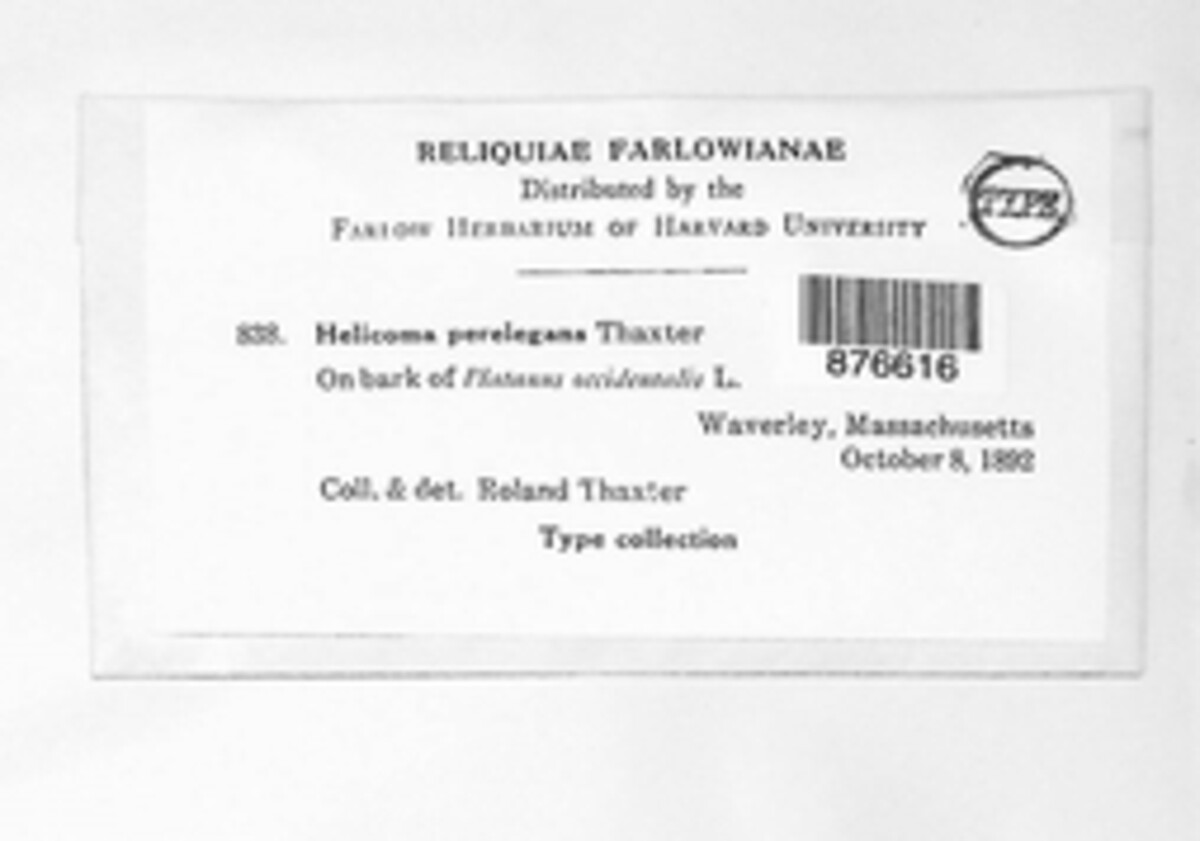 RELIQUIAE FARLOWIANAE
Distributed by the
FARLOW HERBARIUM OF HARVARD UNIVERSITY
TYPE
838. Helicoma perelegans Thaxter
On bark of Platanus occidentalis L.
876616
Waverley, Massachusetts
October 8, 1892
Coll. & det. Roland Thaxter
Type collection